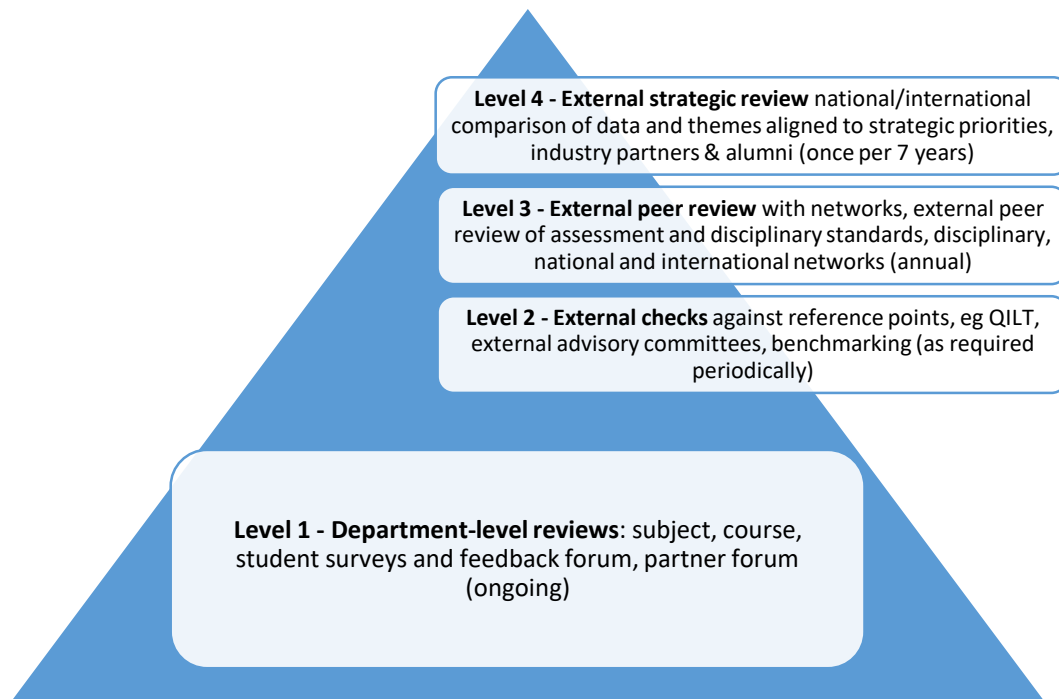 Level 4 - External strategic review national/international
comparison of data and themes aligned to strategic priorities,
industry partners & alumni (once per 7 years)
Level 3 - External peer review with networks, external peer
review of assessment and disciplinary standards, disciplinary,
national and international networks (annual)
Level 2 - External checks against reference points, eg QILT,
external advisory committees, benchmarking (as required
periodically)
Level 1 - Department-level reviews: subject, course,
student surveys and feedback forum, partner forum
(ongoing)